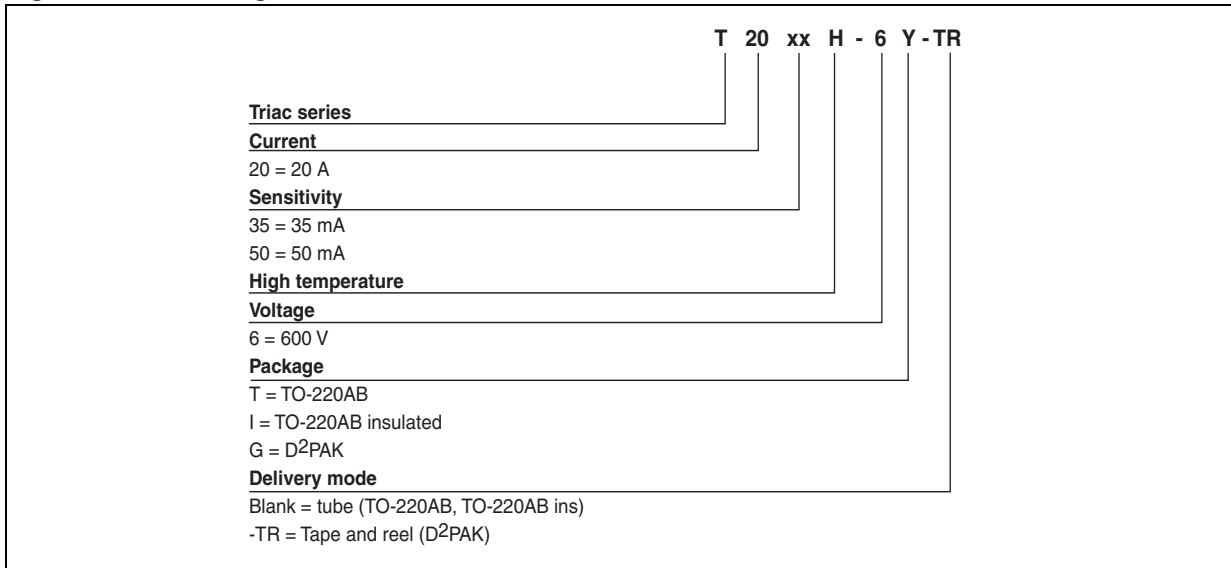 T 20 xx H - 6 Y - TR
Triac series
Current
20 = 20 A
Sensitivity
35 = 35 mA
50 = 50 mA
High temperature
Voltage
6 = 600 V
Package
T = TO-220AB
I = TO-220AB insulated
G = D2PAK
Delivery mode
Blank = tube (TO-220AB, TO-220AB ins)
-TR = Tape and reel (D2PAK)